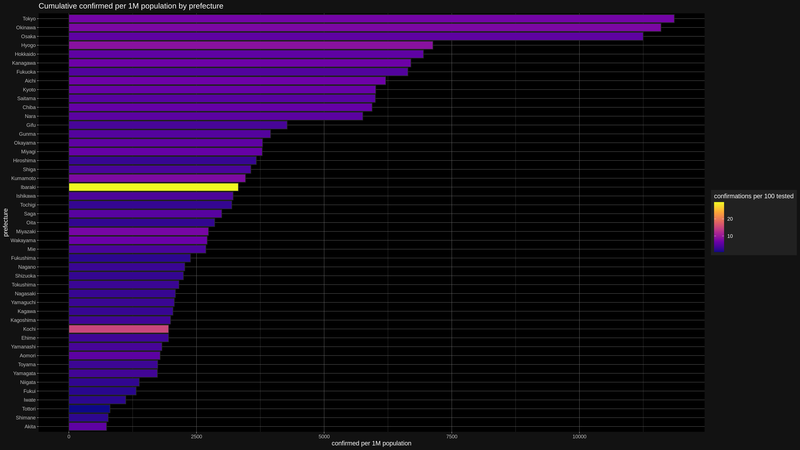 Cumulative confirmed per 1M population by prefecture
Tokyo
Okinawa
Osaka
Hyogo
Hokkaido
Kanagawa
Fukuoka
Aichi
Kyoto
Saitama
Chiba
Nara
Gifu
Gunma
Okayama
Miyagi
Hiroshima
Shiga
Kumamoto
Ibaraki
Ishikawa
Tochigi
Saga
Oita
Miyazaki
Wakayama
Mie
Fukushima
Nagano
Shizuoka
Tokushima
Nagasaki
Yamaguchi
Kagawa
Kagoshima
Kochi
Ehime
Yamanashi
Aomori
Toyama
Yamagata
Niigata
Fukui
Iwate
Tottori
Shimane
Akita
prefecture
0 2500 5000 7500 10000
confirmed per 1M population
confirmations per 100 tested
20
10